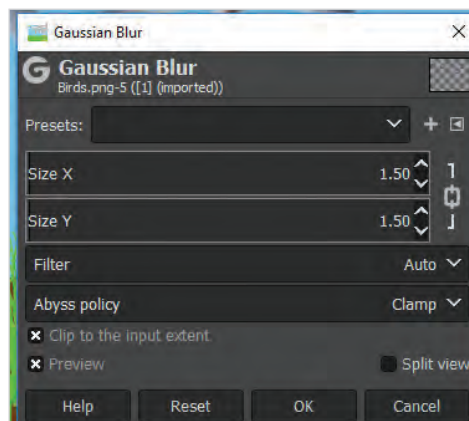 Gaussian Blur
Gaussian Blur
Birds.png-5 ([1] (imported))
Presets:
Size X 1.50
Size Y 1.50
Filter Auto
Abyss policy Clamp
Clip to the input extent
Preview Split view
Help Reset OK Cancel